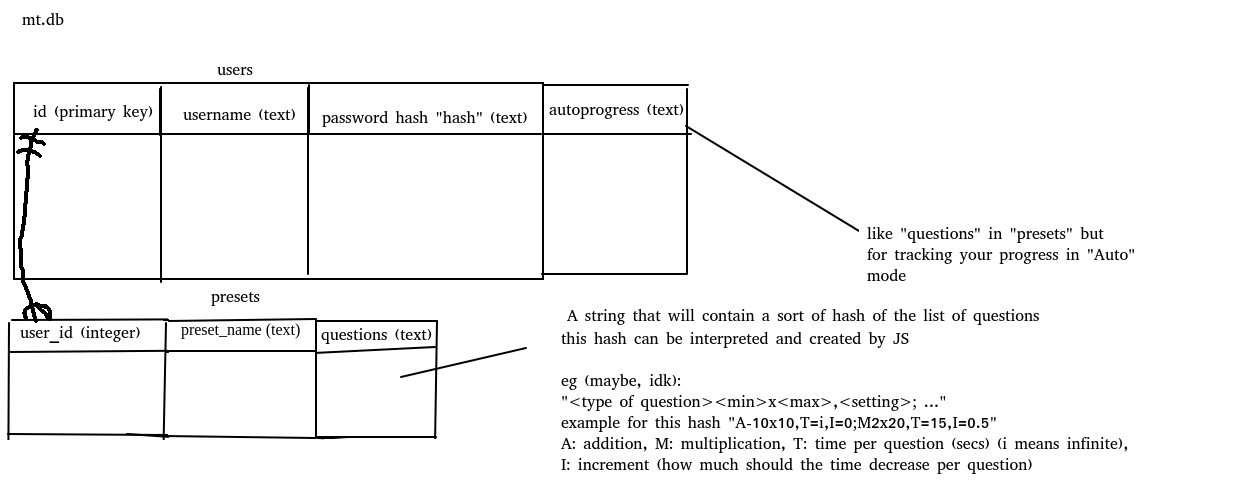 mt.db
users
id (primary key)
username (text)
password hash "hash" (text)
autoprogress (text)
like "questions" in "presets" but
for tracking your progress in "Auto"
mode
presets
user_id (integer)
preset_name (text)
questions (text)
A string that will contain a sort of hash of the list of questions
this hash can be interpreted and created by JS
eg (maybe, idk):
"<type of question><min>x<max>,<setting>; ..."
example for this hash "A-10x10,T=i,I=0;M2x20,T=15,I=0.5"
A: addition, M: multiplication, T: time per question (secs) (i means infinite),
I: increment (how much should the time decrease per question)